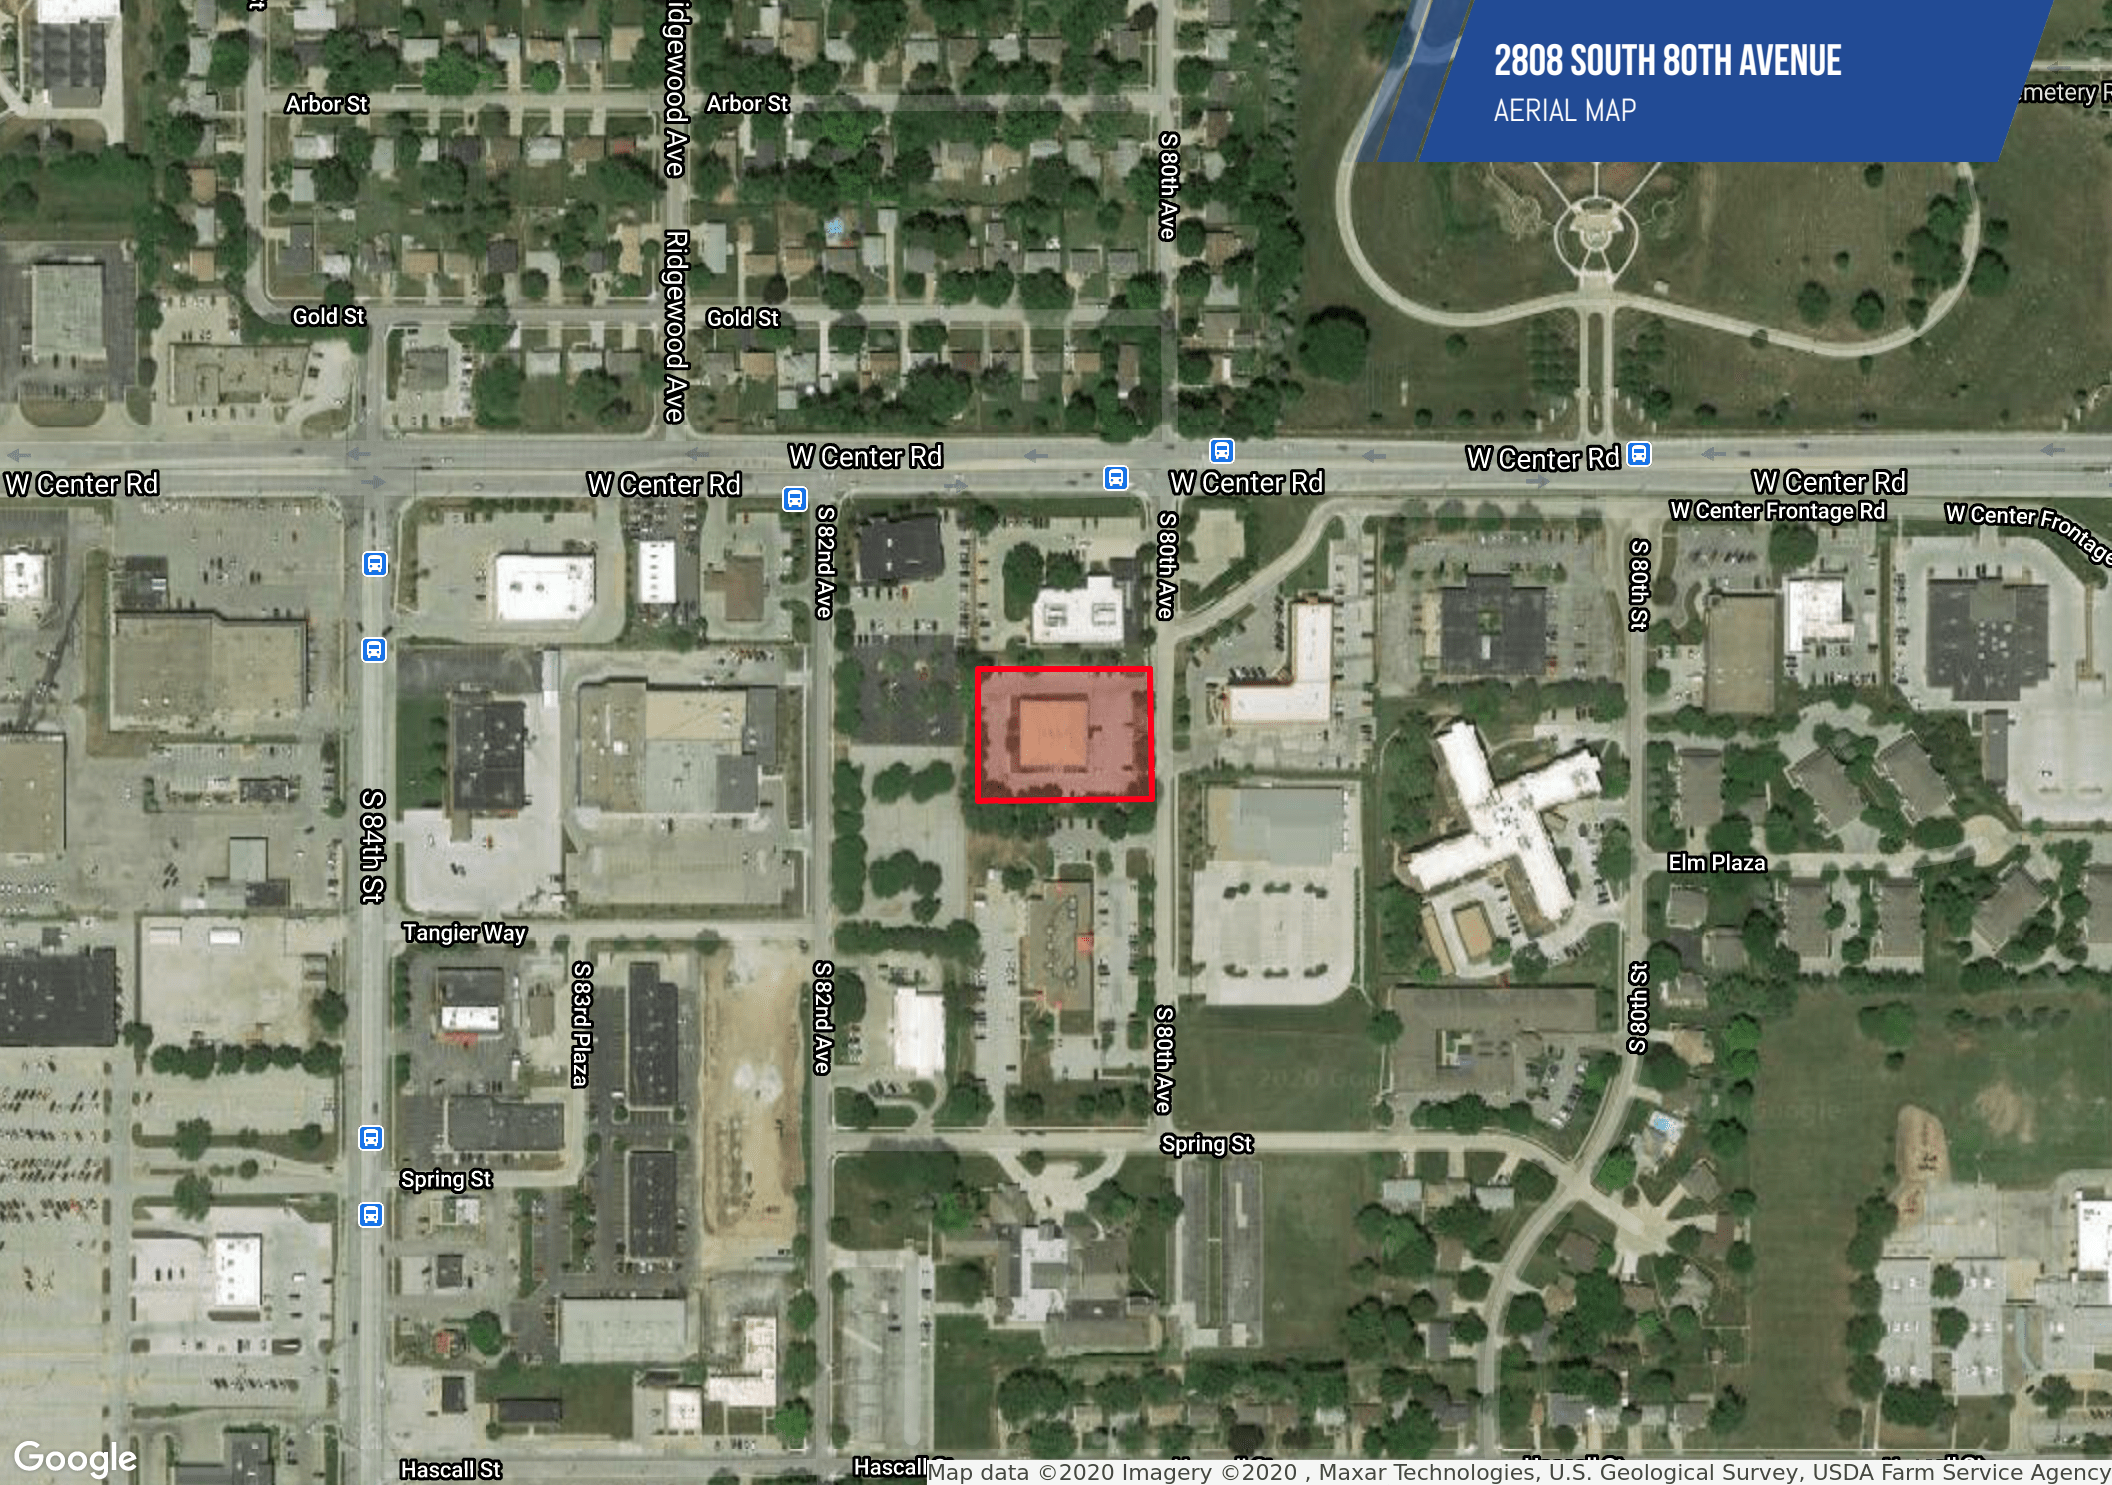 2808 SOUTH 80TH AVENUE
AERIAL MAP
Arbor St
Arbor St
Ridgewood Ave
S 80th Ave
Gold St
Gold St
Ridgewood Ave
W Center Rd
W Center Rd
W Center Rd
W Center Rd
W Center Rd
W Center Rd
W Center Frontage Rd
W Center Frontage
S 82nd Ave
S 80th Ave
S 80th St
S 84th St
Elm Plaza
Tangier Way
S 83rd Plaza
S 82nd Ave
S 80th Ave
S 80th St
Spring St
Spring St
Hascall St
Hascall
Google
Map data ©2020 Imagery ©2020 , Maxar Technologies, U.S. Geological Survey, USDA Farm Service Agency